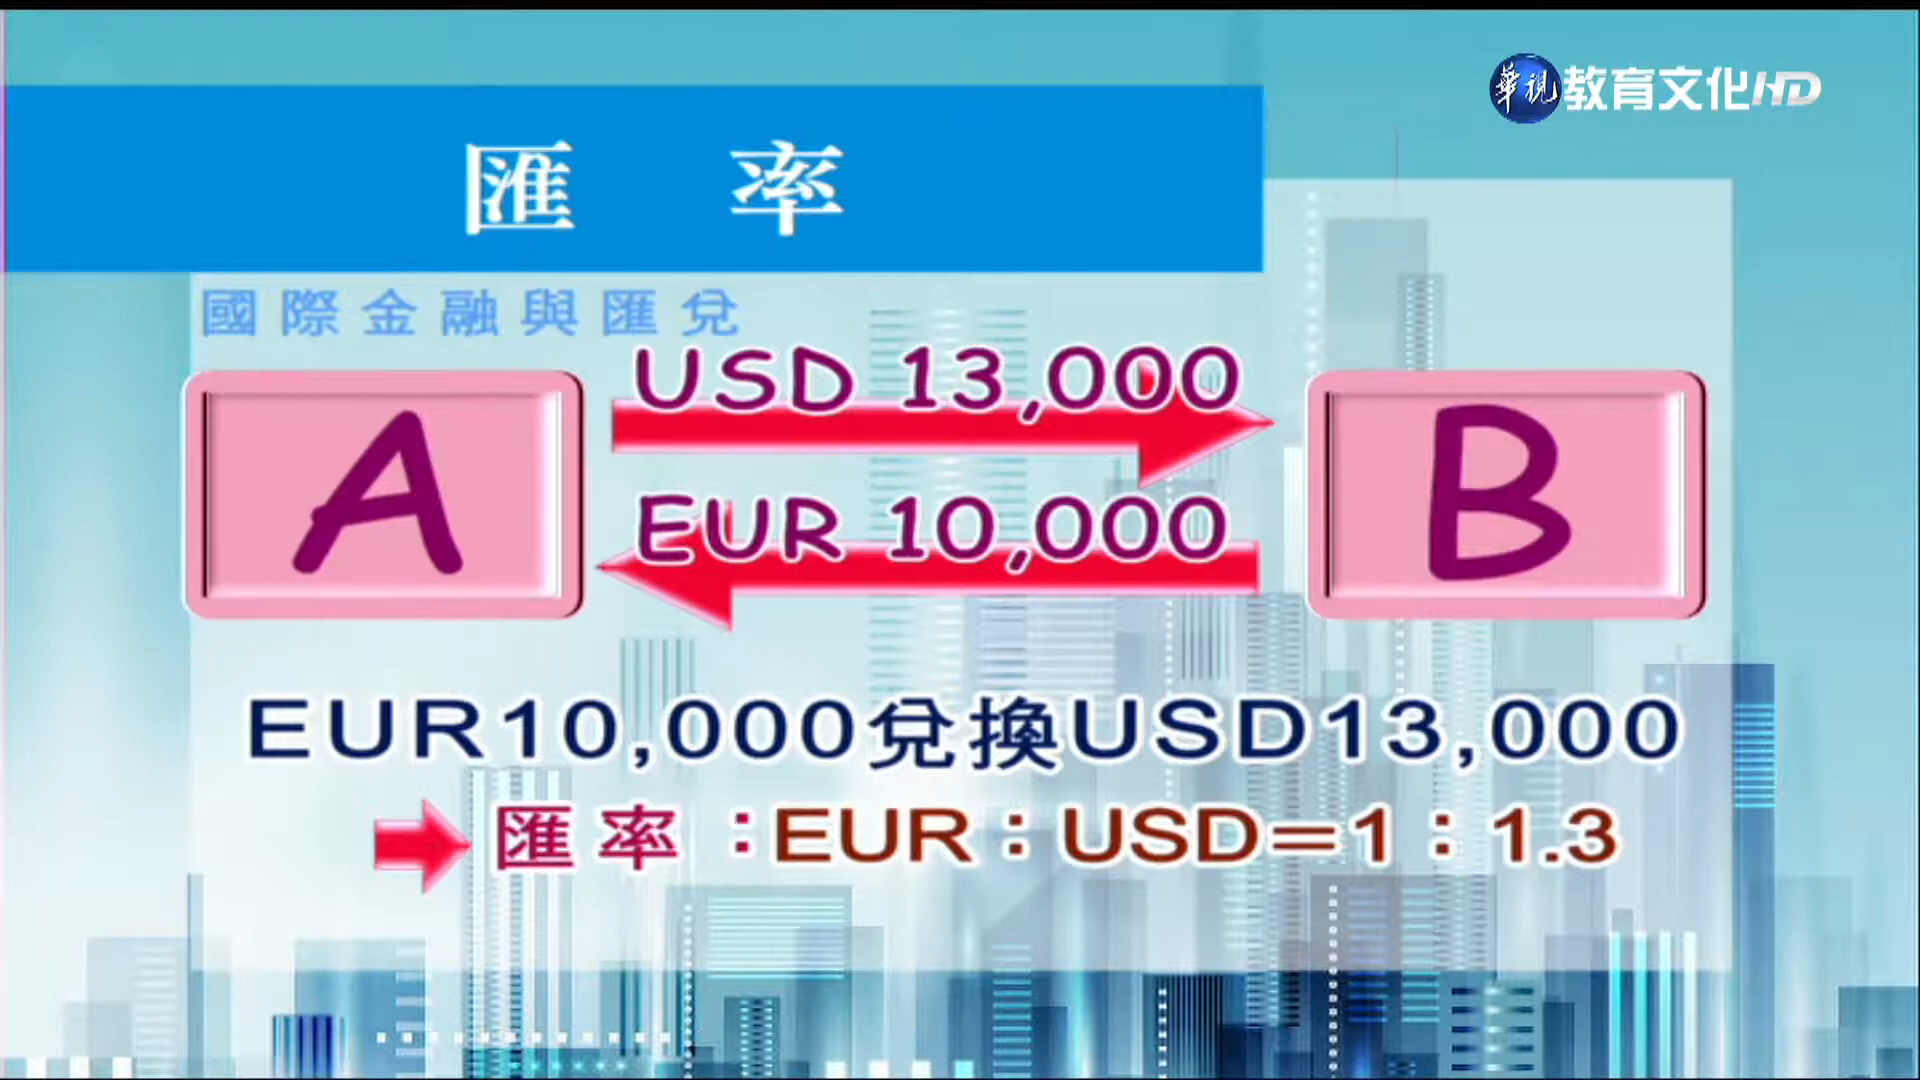 華視教育文化HD
匯率
國際金融與匯兌
USD 13,000
A
B
EUR 10,000
EUR10,000兌換USD13,000
匯率：EUR：USD＝1：1.3